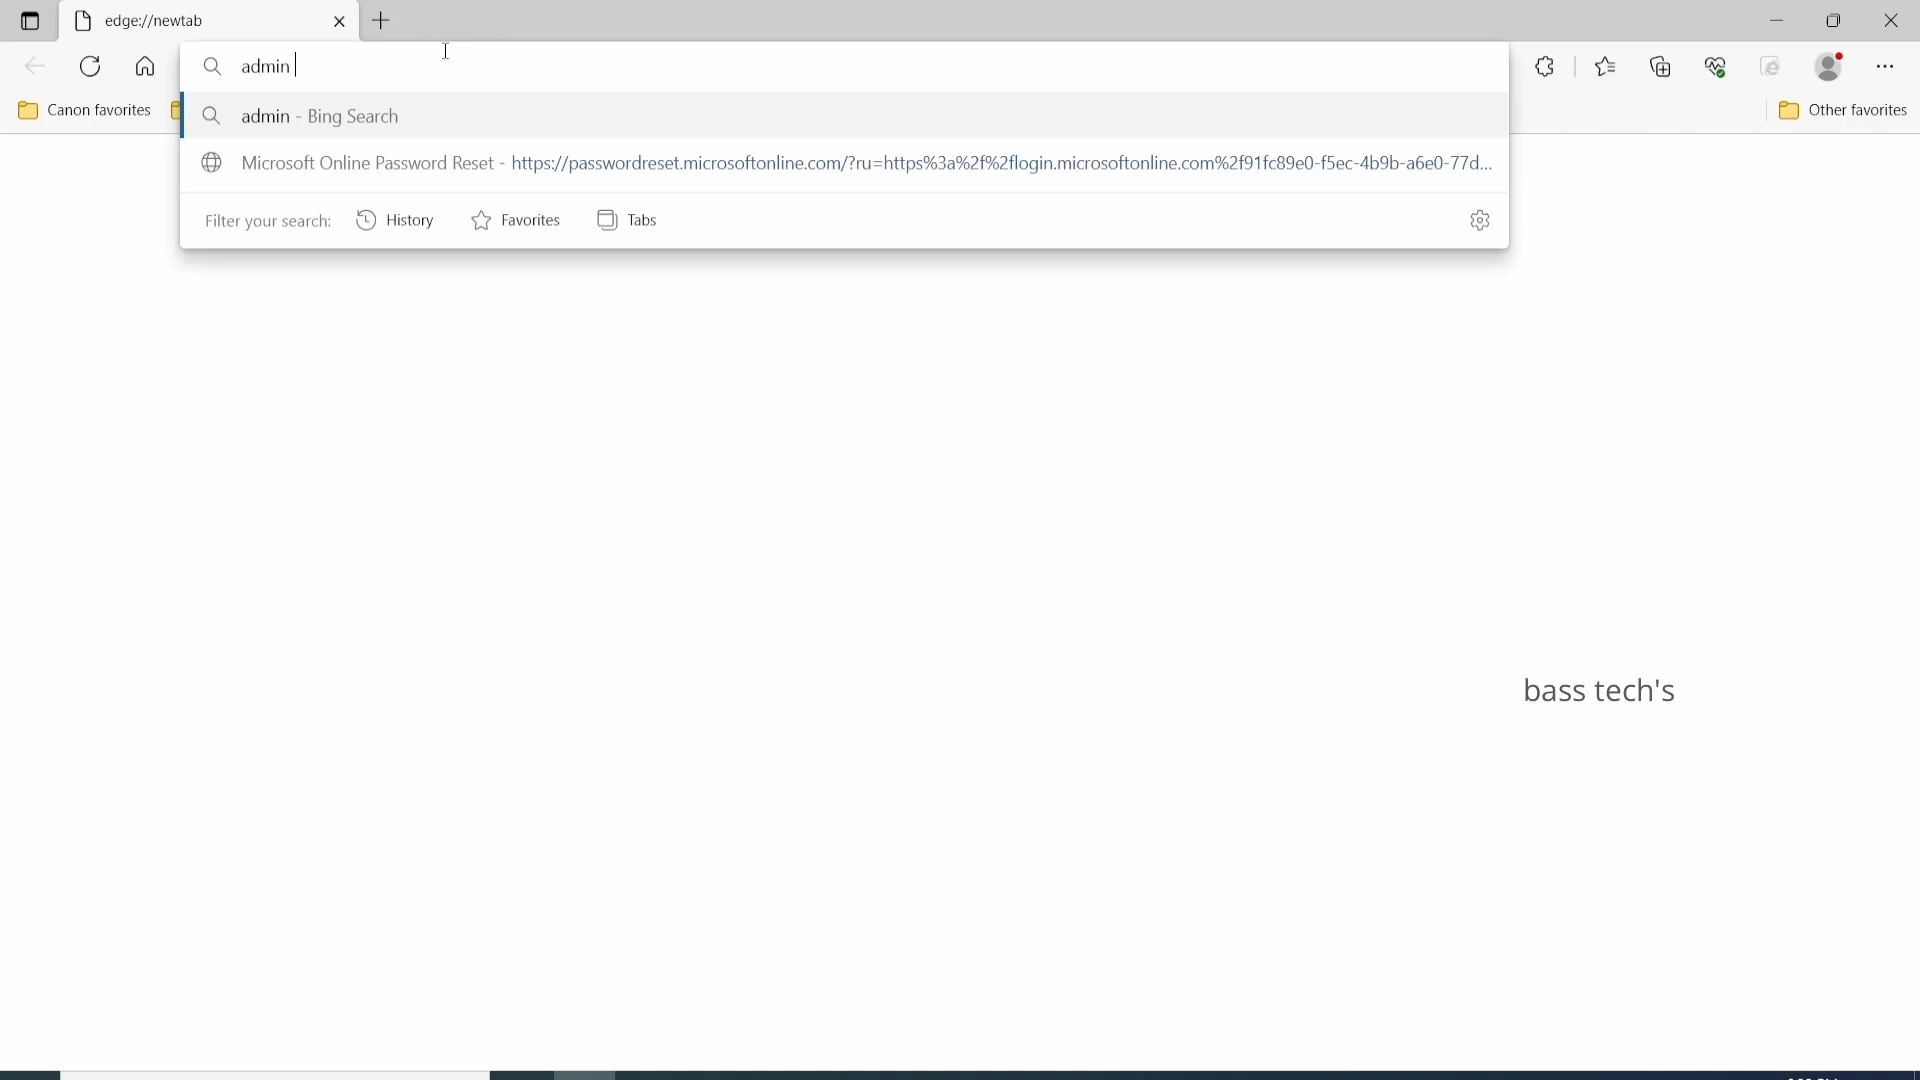 edge://newtab
admin
admin - Bing Search
Microsoft Online Password Reset - https://passwordreset.microsoftonline.com/?ru=https%3a%2f%2flogin.microsoftonline.com%2f91fc89e0-f5ec-4b9b-a6e0-77d...
Filter your search: History Favorites Tabs
Canon favorites
Other favorites
bass tech's